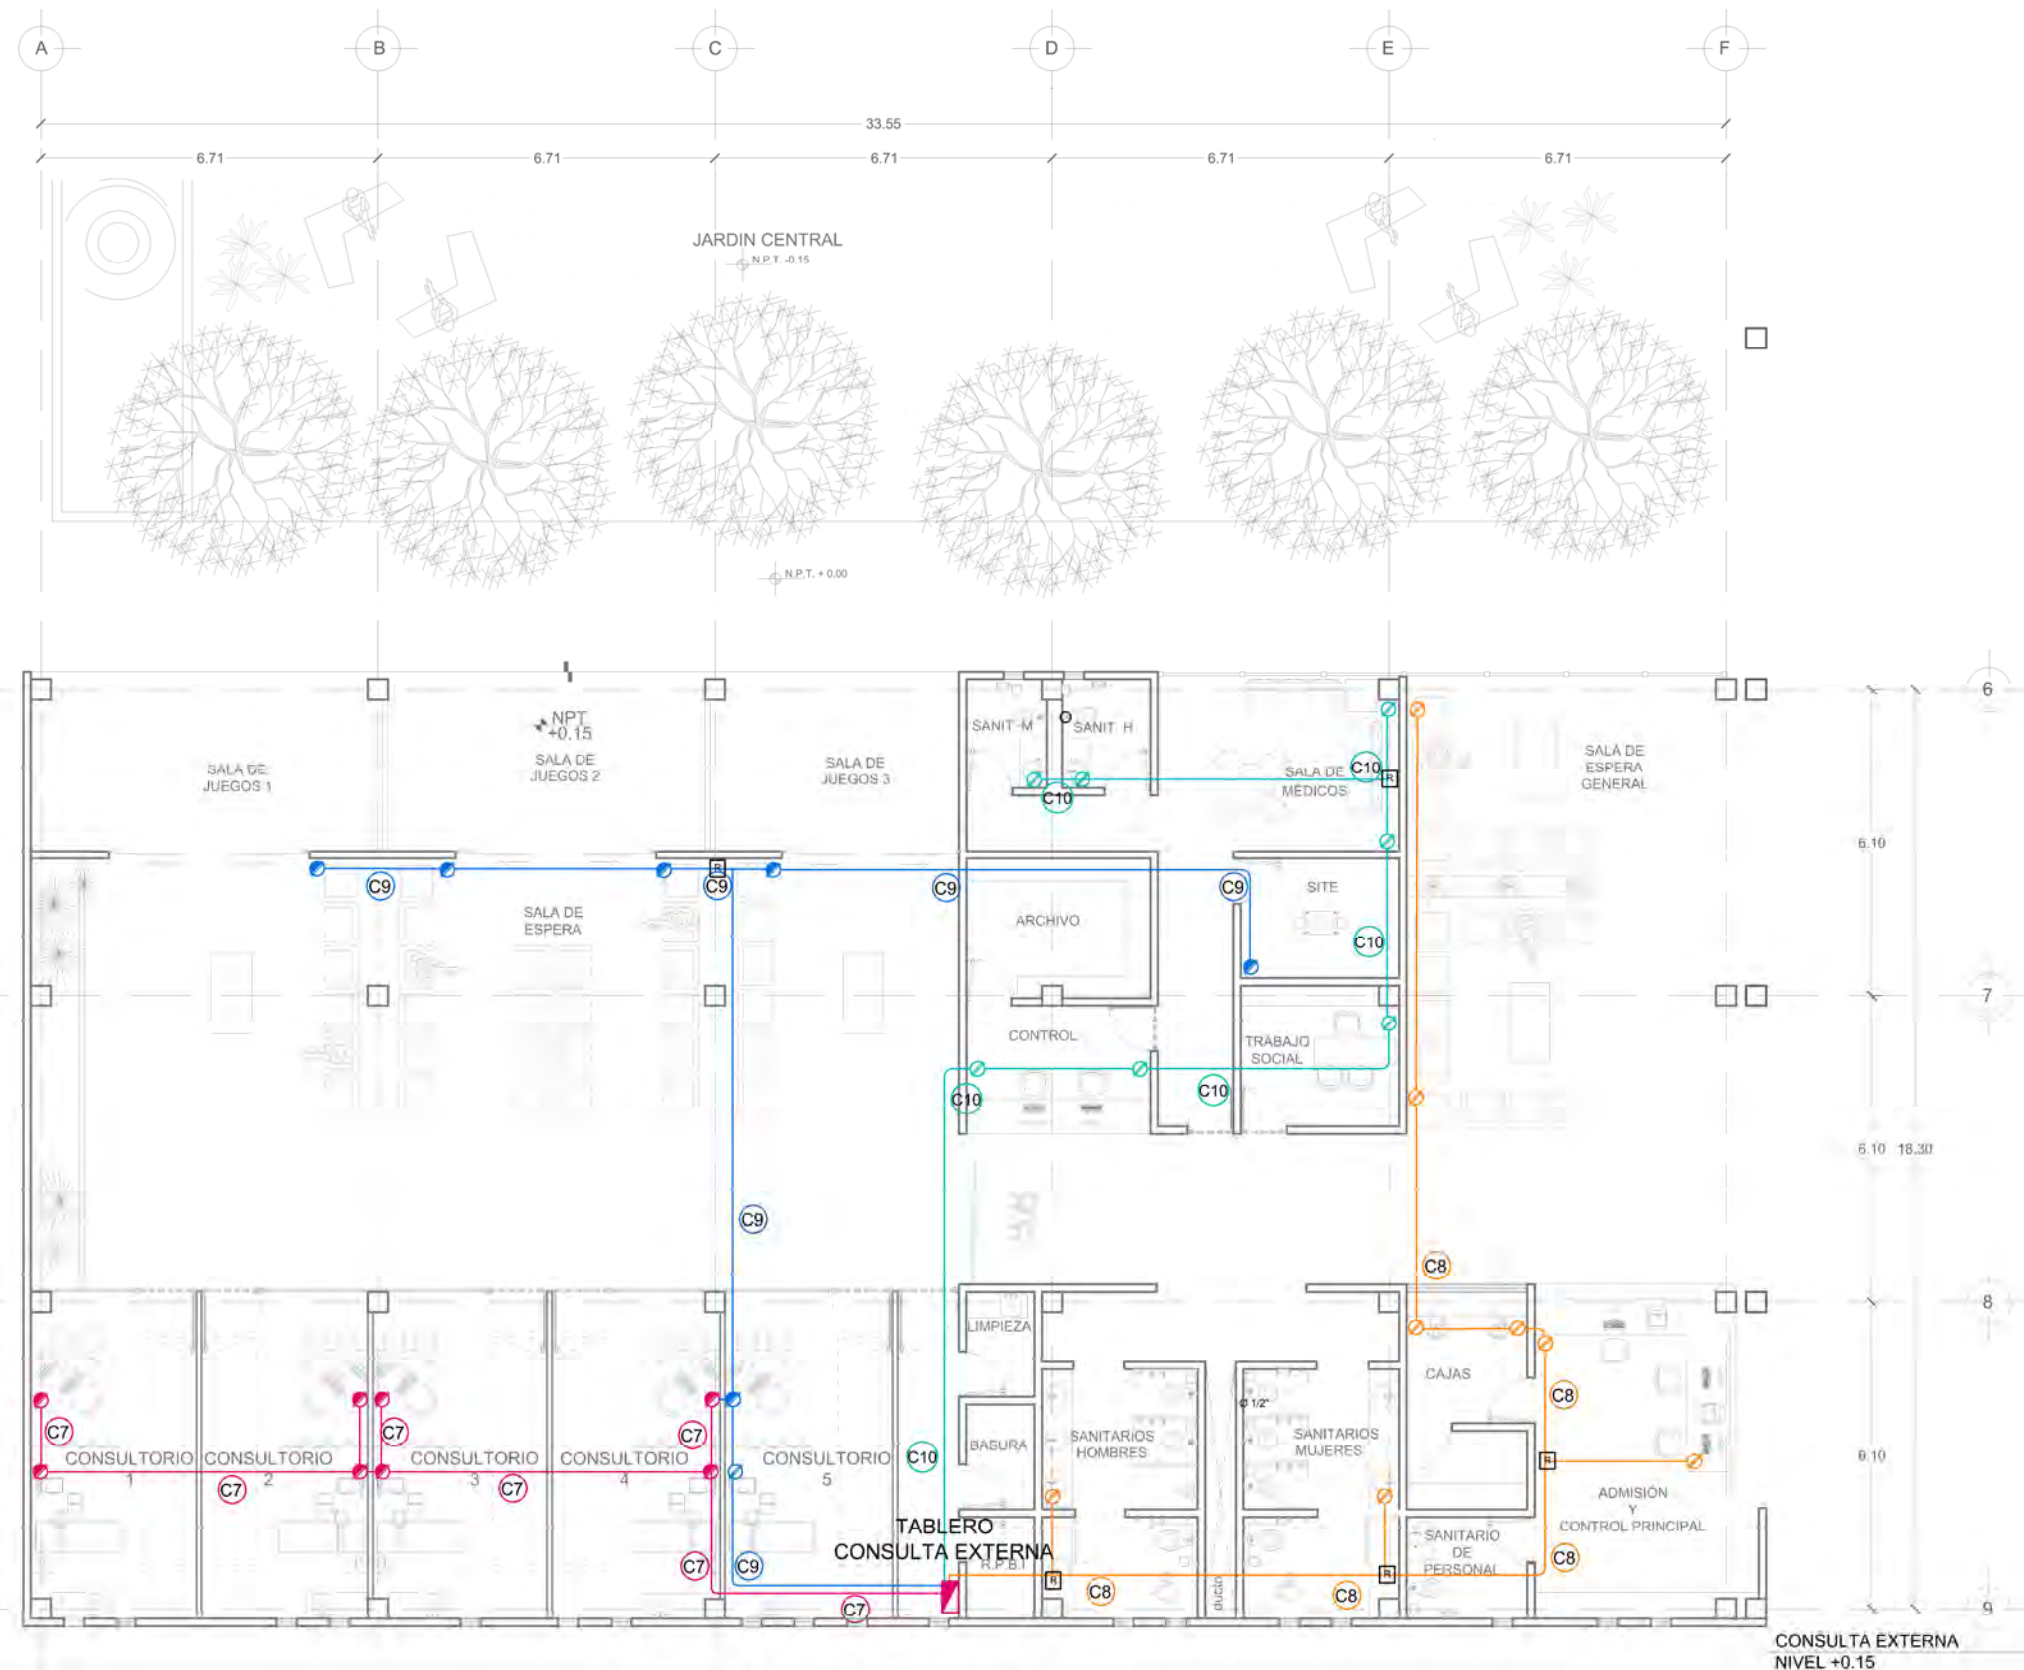 A B C D E F
33.55
6.71 6.71 6.71 6.71 6.71
JARDIN CENTRAL
N.P.T. -0.15
N.P.T. + 0.00
6
NPT
+0.15
SANIT -M
SANIT H
SALA DE
JUEGOS 1
SALA DE
JUEGOS 2
SALA DE
JUEGOS 3
SALA DE
MÉDICOS
SALA DE
ESPERA
GENERAL
C10
R
C10
6.10
R
C9
C9
C9
C9
SITE
SALA DE
ESPERA
ARCHIVO
C10
7
CONTROL
TRABAJO
SOCIAL
C10
C10
6.10 18.30
C9
C8
8
LIMPIEZA
CAJAS
C8
Ø 1/2"
C7
C7
C7
CONSULTORIO
1
CONSULTORIO
2
CONSULTORIO
3
CONSULTORIO
4
CONSULTORIO
5
C10
BASURA
SANITARIOS
HOMBRES
SANITARIOS
MUJERES
R
6.10
C7
C7
ADMISIÓN
Y
CONTROL PRINCIPAL
TABLERO
CONSULTA EXTERNA
R.P.B.I
SANITARIO
DE
PERSONAL
C7
C9
C8
R
R
C8
C8
ducto
C7
9
CONSULTA EXTERNA
NIVEL +0.15